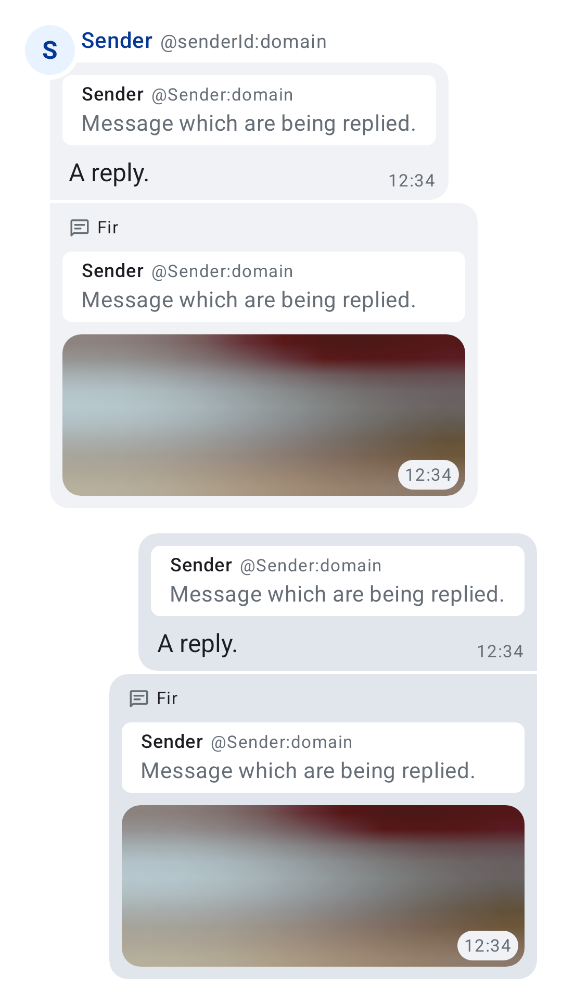 S
Sender @senderId:domain
Sender @Sender:domain
Message which are being replied.
A reply.
12:34
Fir
Sender @Sender:domain
Message which are being replied.
12:34
Sender @Sender:domain
Message which are being replied.
A reply.
12:34
Fir
Sender @Sender:domain
Message which are being replied.
12:34